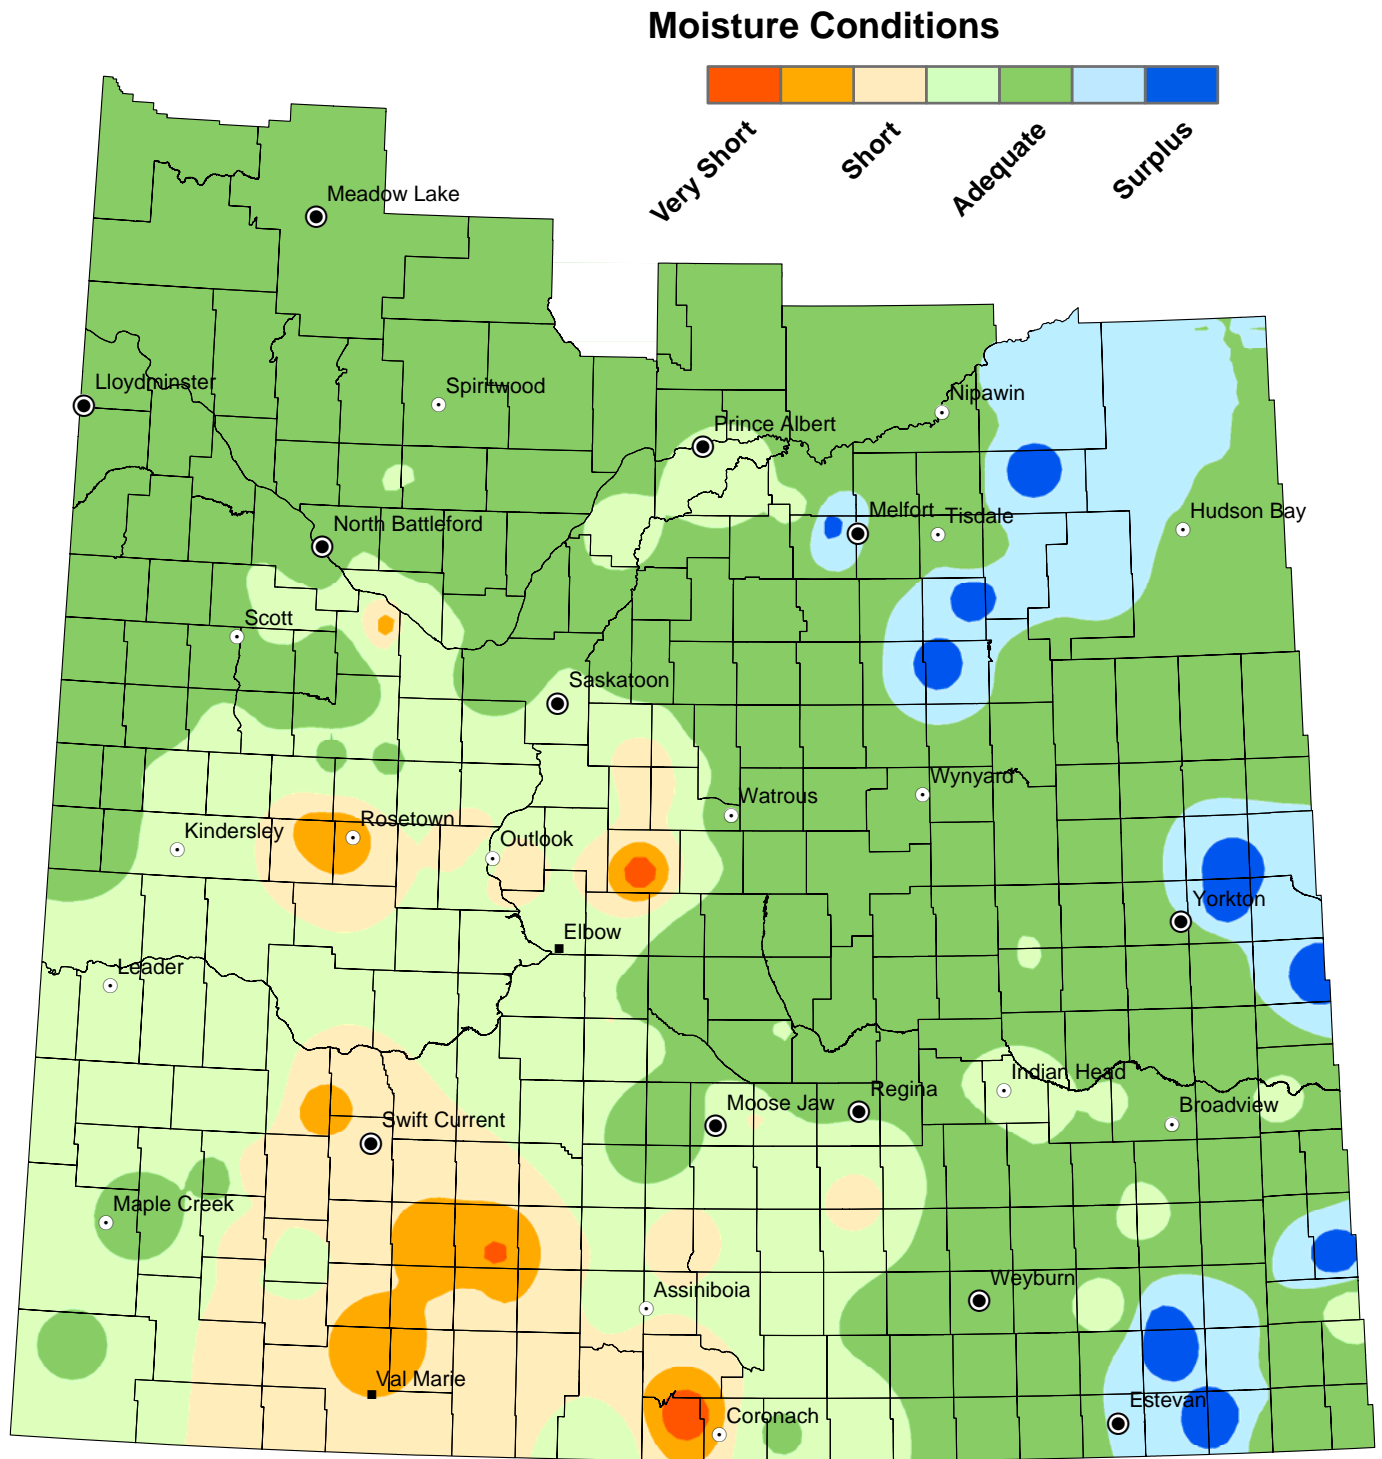 Moisture Conditions
Very Short
Short
Adequate
Surplus
Meadow Lake
Lloydminster
Spiritwood
Nipawin
Prince Albert
North Battleford
Melfort
Tisdale
Hudson Bay
Scott
Saskatoon
Wynyard
Watrous
Kindersley
Rosetown
Outlook
Yorkton
Elbow
Leader
Indian Head
Regina
Moose Jaw
Broadview
Swift Current
Maple Creek
Weyburn
Assiniboia
Val Marie
Estevan
Coronach